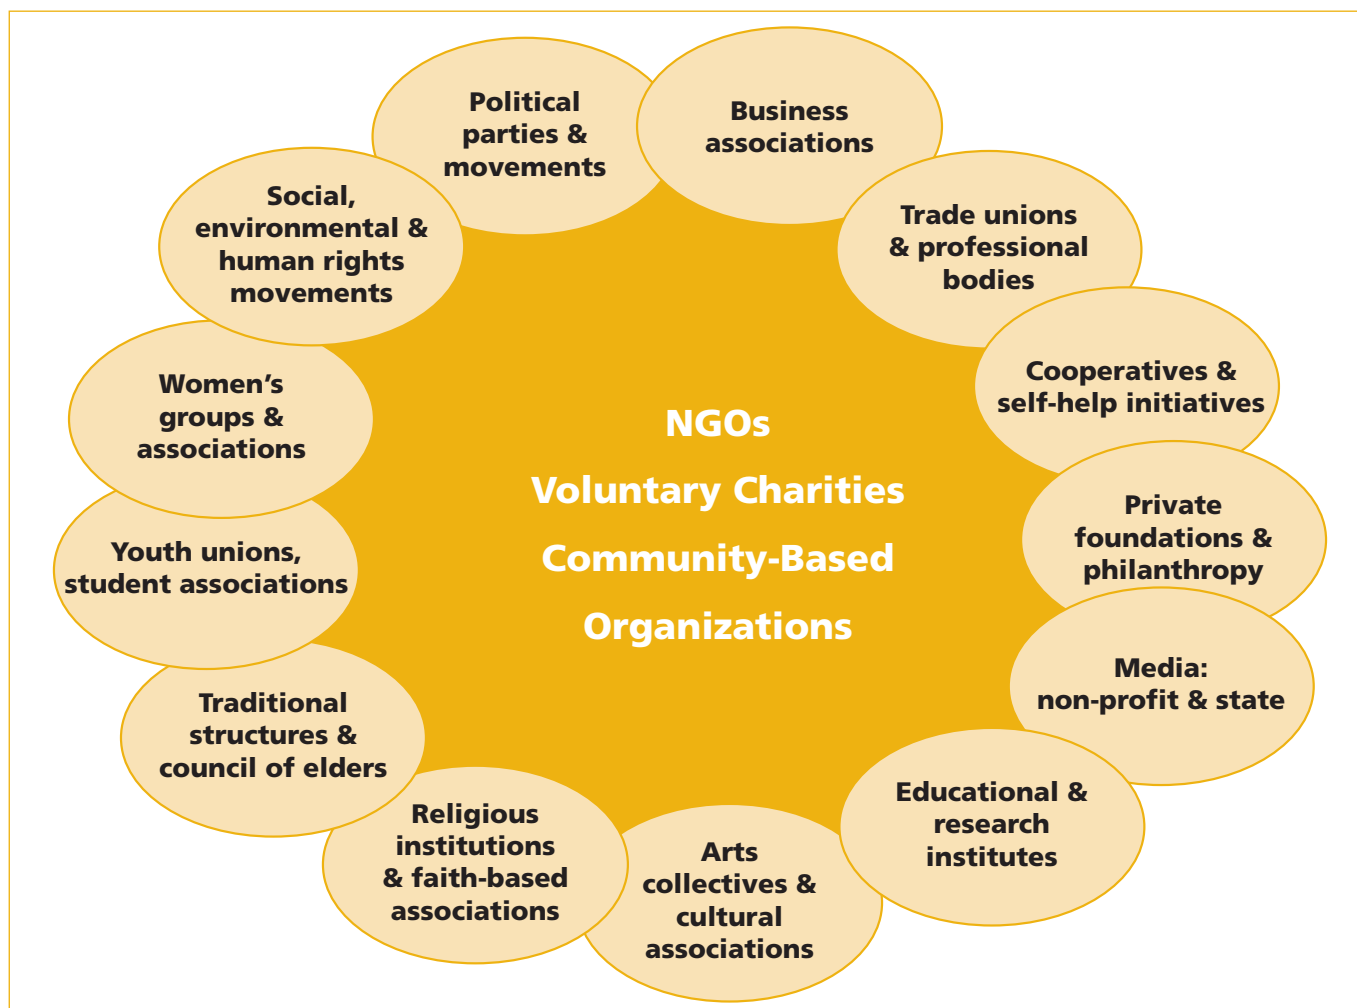 Political
parties &
movements
Business
associations
Trade unions
& professional
bodies
Cooperatives &
self-help initiatives
Private
foundations &
philanthropy
Media:
non-profit & state
Educational &
research
institutes
Arts
collectives &
cultural
associations
Religious
institutions
& faith-based
associations
Traditional
structures &
council of elders
Youth unions,
student associations
Women’s
groups &
associations
Social,
environmental &
human rights
movements
NGOs
Voluntary Charities
Community-Based
Organizations